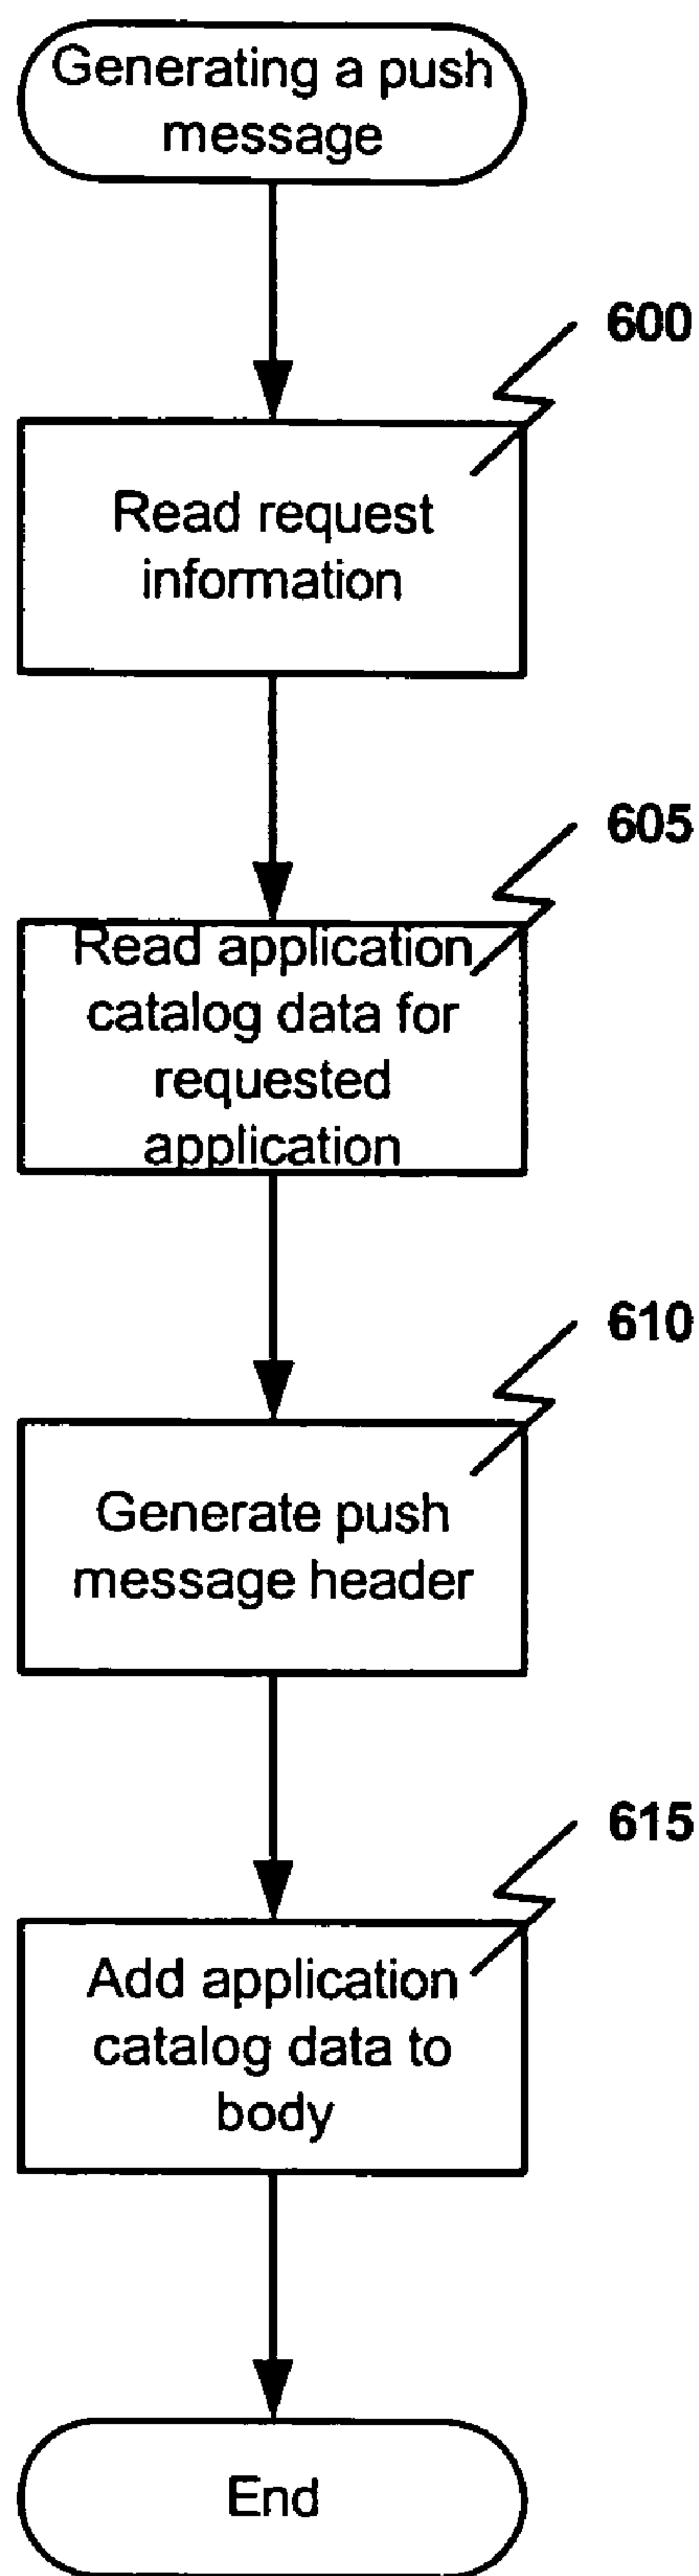 Generating a push
message
600
Read request
information
605
Read application
catalog data for
requested
application
610
Generate push
message header
615
Add application
catalog data to
body
End